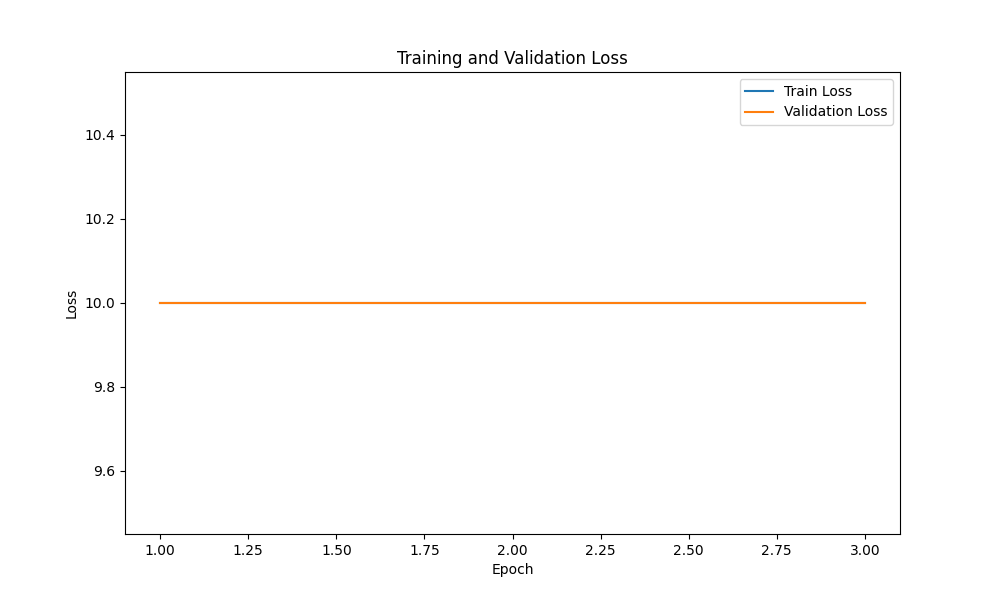 Training and Validation Loss
Train Loss
Validation Loss
10.4
10.2
10.0
9.8
9.6
Loss
1.00 1.25 1.50 1.75 2.00 2.25 2.50 2.75 3.00
Epoch